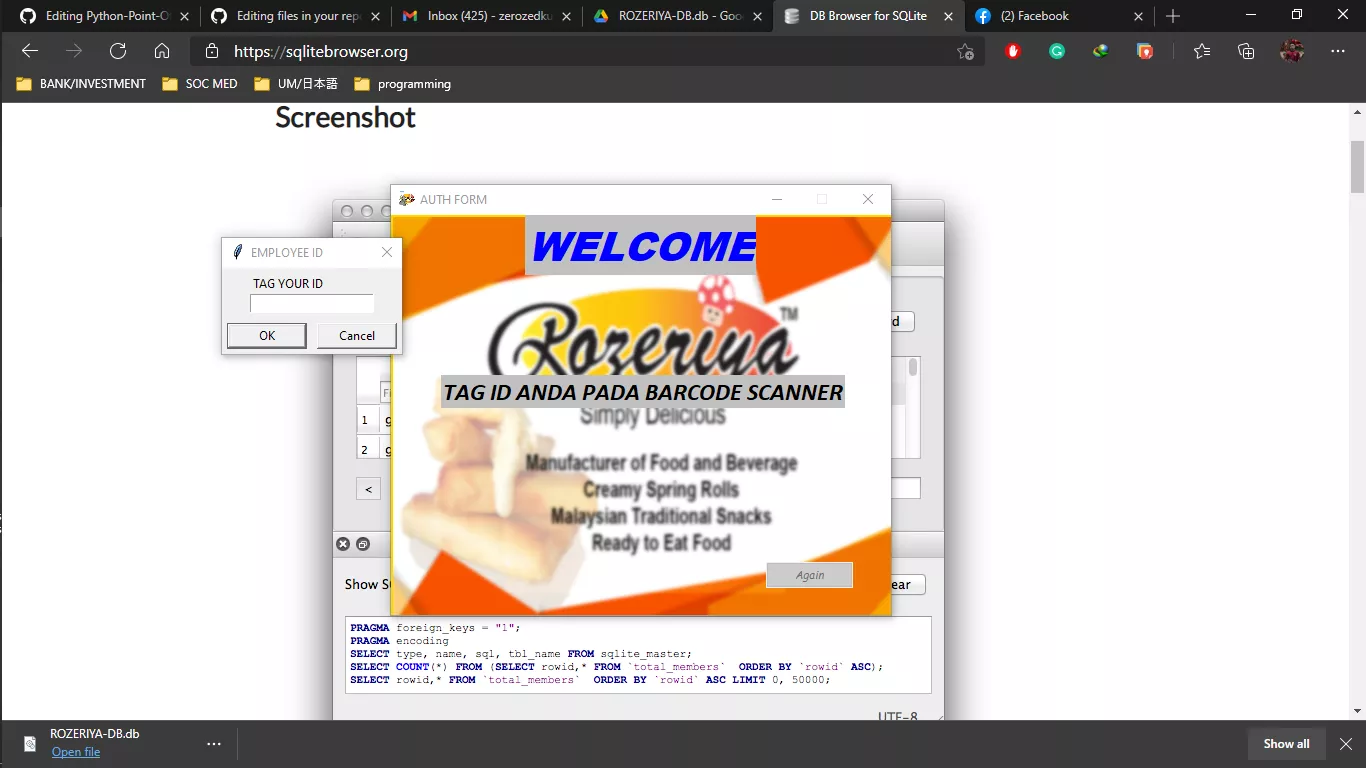 Editing Python-Point-O
Editing files in your repo
Inbox (425) - zerozedku
ROZERIYA-DB.db - Goo
DB Browser for SQLite
(2) Facebook
https://sqlitebrowser.org
BANK/INVESTMENT
SOC MED
UM/日本語
programming
Screenshot
AUTH FORM
WELCOME
EMPLOYEE ID
TAG YOUR ID
OK
Cancel
Rozeriya
TM
TAG ID ANDA PADA BARCODE SCANNER
Simply Delicious
Manufacturer of Food and Beverage
Creamy Spring Rolls
Malaysian Traditional Snacks
Ready to Eat Food
Again
1 g
2 g
<
Show S
ear
PRAGMA foreign_keys = "1";
PRAGMA encoding
SELECT type, name, sql, tbl_name FROM sqlite_master;
SELECT COUNT(*) FROM (SELECT rowid,* FROM `total_members` ORDER BY `rowid` ASC);
SELECT rowid,* FROM `total_members` ORDER BY `rowid` ASC LIMIT 0, 50000;
UTF-8
ROZERIYA-DB.db
Open file
Show all